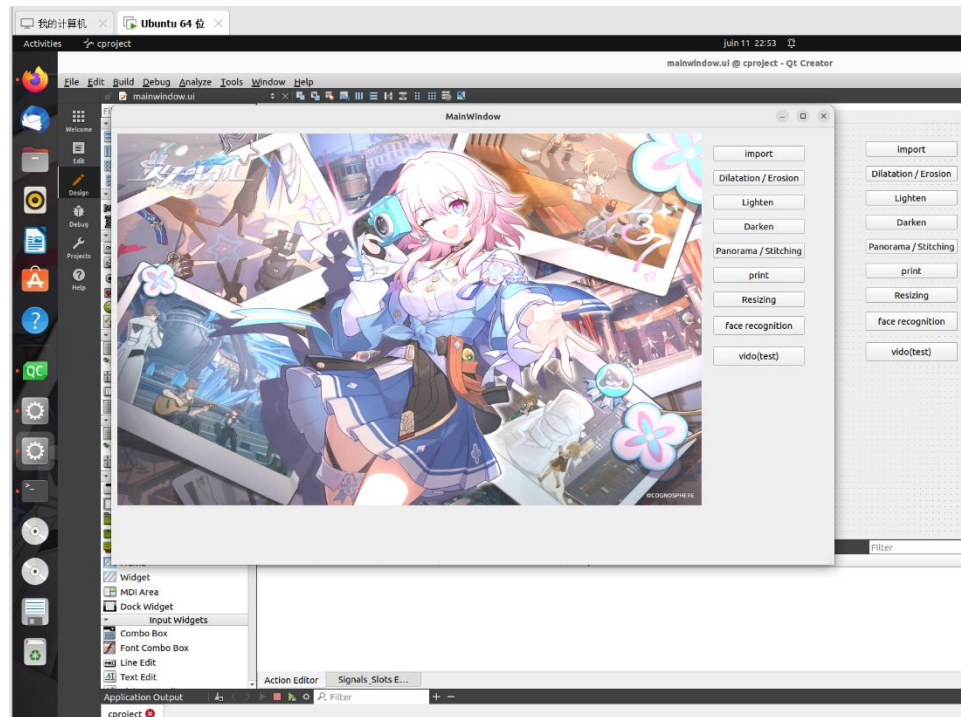 我的计算机
Ubuntu 64 位
Activities
cproject
juin 11 22:53
mainwindow.ui @ cproject - Qt Creator
File Edit Build Debug Analyze Tools Window Help
mainwindow.ui
MainWindow
Welcome
Edit
Design
Debug
Projects
Help
import
Dilatation / Erosion
Lighten
Darken
Panorama / Stitching
print
Resizing
face recognition
vido(test)
import
Dilatation / Erosion
Lighten
Darken
Panorama / Stitching
print
Resizing
face recognition
vido(test)
©COGNOSPHERE
Filter
Widget
MDI Area
Dock Widget
Input Widgets
Combo Box
Font Combo Box
Line Edit
Text Edit
Action Editor
Signals_Slots E...
Application Output
Filter
cproject